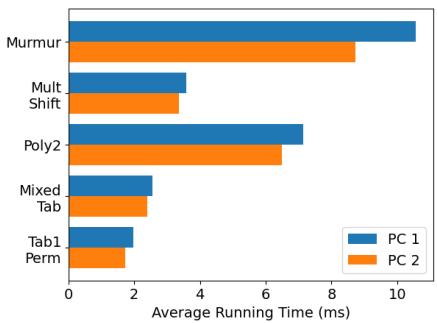 Murmur
Mult
Shift
Poly2
Mixed
Tab
Tab1
Perm
PC 1
PC 2
0 2 4 6 8 10
Average Running Time (ms)